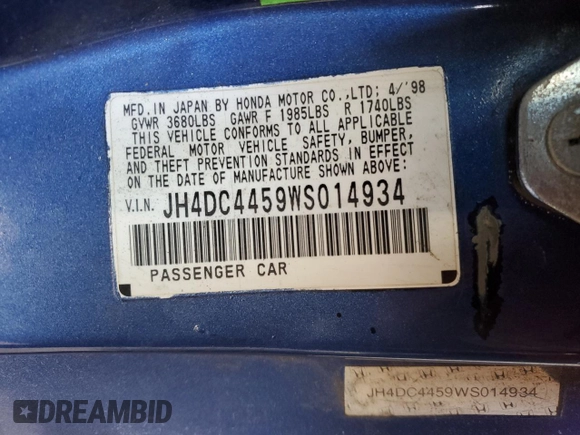 MFD.IN JAPAN BY HONDA MOTOR CO.,LTD: 4/'98
GVWR 3680LBS GAWR F 1985LBS R 1740LBS
THIS VEHICLE CONFORMS TO ALL APPLICABLE
FEDERAL MOTOR VEHICLE SAFETY, BUMPER,
AND THEFT PREVENTION STANDARDS IN EFFECT
ON THE DATE OF MANUFACTURE SHOWN ABOVE:
V.I.N. JH4DC4459WS014934
PASSENGER CAR
JH4DC4459WS014934
DREAMBID